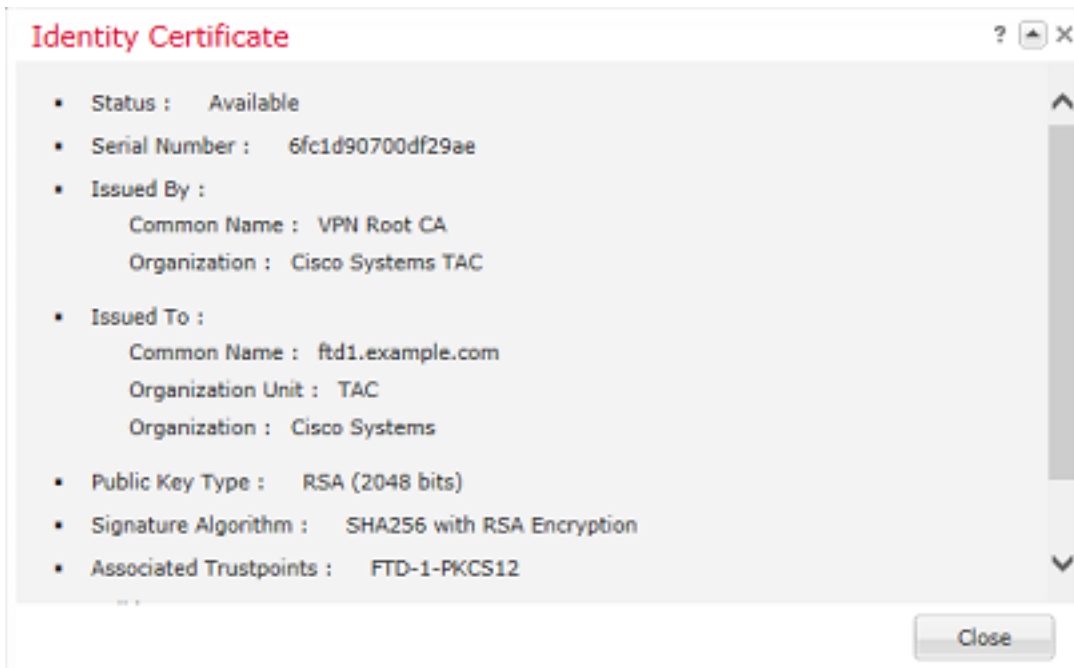 Identity Certificate
?
Status : Available
Serial Number : 6fc1d90700df29ae
Issued By :
Common Name : VPN Root CA
Organization : Cisco Systems TAC
Issued To :
Common Name : ftd1.example.com
Organization Unit : TAC
Organization : Cisco Systems
Public Key Type : RSA (2048 bits)
Signature Algorithm : SHA256 with RSA Encryption
Associated Trustpoints : FTD-1-PKCS12
Close